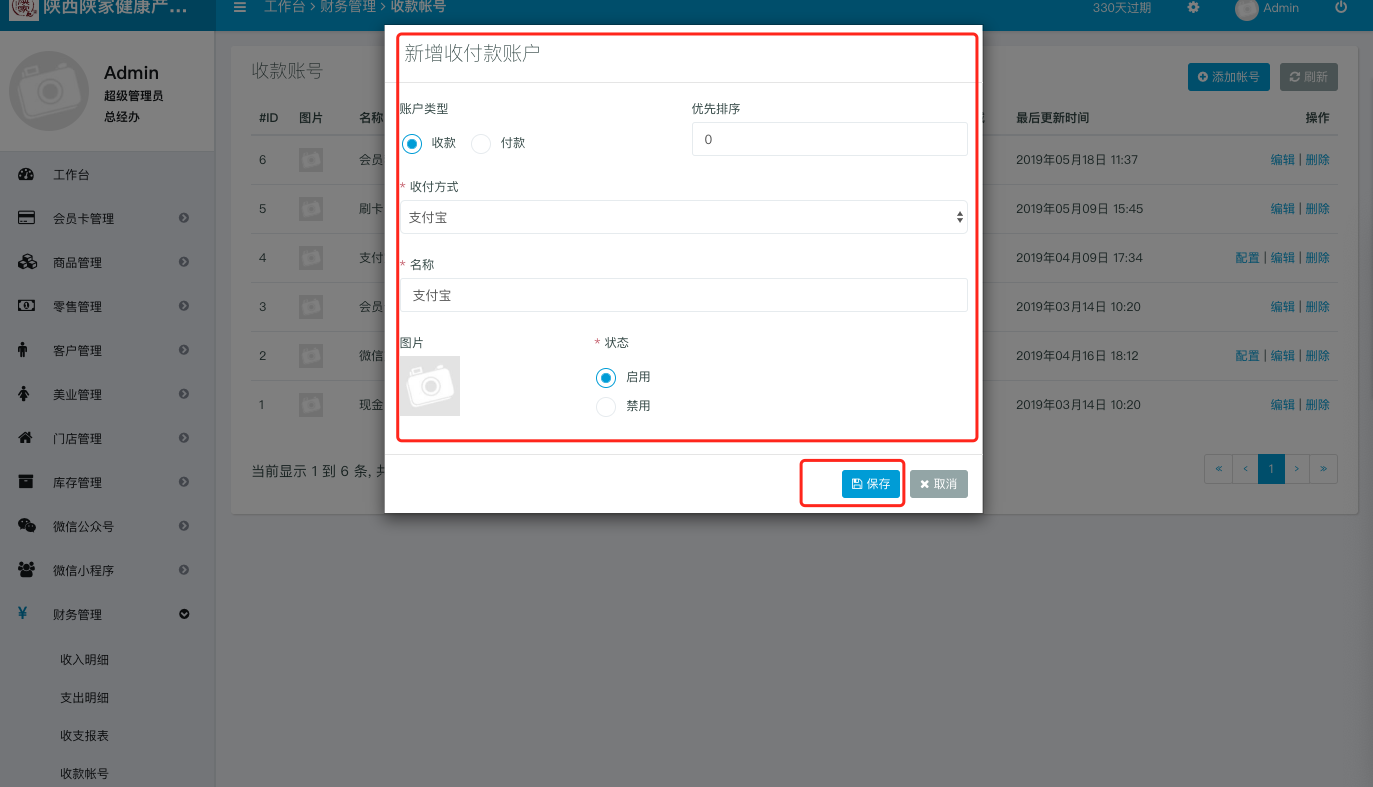 陕西陕家健康产...
工作台 > 财务管理 > 收款帐号
330天过期
Admin
Admin
超级管理员
总经办
工作台
会员卡管理
商品管理
零售管理
客户管理
美业管理
门店管理
库存管理
微信公众号
微信小程序
财务管理
收入明细
支出明细
收支报表
收款帐号
收款账号
添加帐号
刷新
#ID 图片 名称 最后更新时间 操作
6 会员 2019年05月18日 11:37 编辑 | 删除
5 刷卡 2019年05月09日 15:45 编辑 | 删除
4 支付 2019年04月09日 17:34 配置 | 编辑 | 删除
3 会员 2019年03月14日 10:20 编辑 | 删除
2 微信 2019年04月16日 18:12 配置 | 编辑 | 删除
1 现金 2019年03月14日 10:20 编辑 | 删除
当前显示 1 到 6 条, 共
« ‹ 1 › »
新增收付款账户
账户类型 优先排序
收款 付款 0
* 收付方式
支付宝
* 名称
支付宝
图片 * 状态
启用
禁用
保存 取消